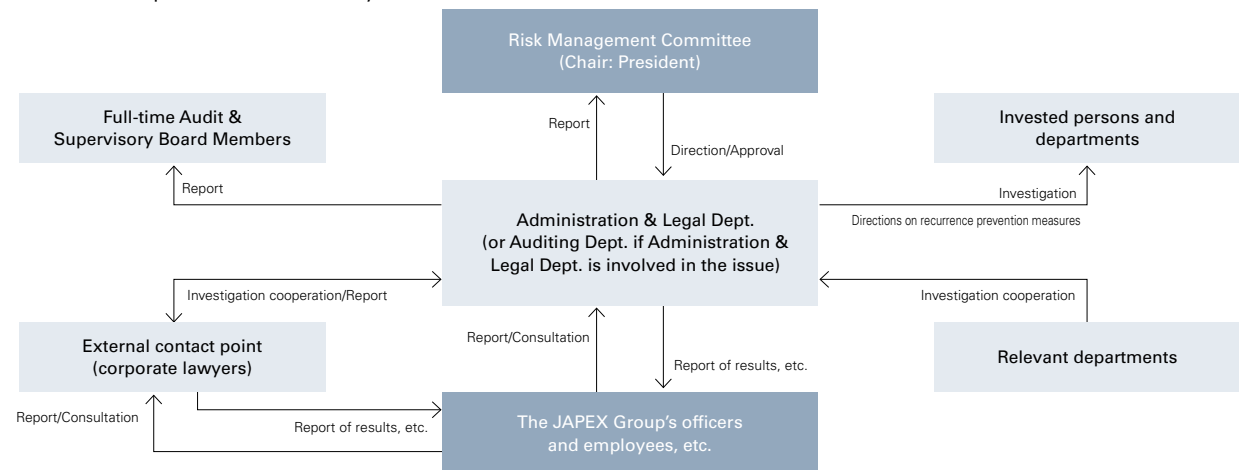 Risk Management Committee
(Chair: President)
Full-time Audit &
Supervisory Board Members
Invested persons and
departments
Report
Direction/Approval
Report
Investigation
Directions on recurrence prevention measures
Administration & Legal Dept.
(or Auditing Dept. if Administration &
Legal Dept. is involved in the issue)
Investigation cooperation/Report
Investigation cooperation
External contact point
(corporate lawyers)
Report/Consultation
Report of results, etc.
Relevant departments
Report/Consultation
Report of results, etc.
The JAPEX Group's officers
and employees, etc.